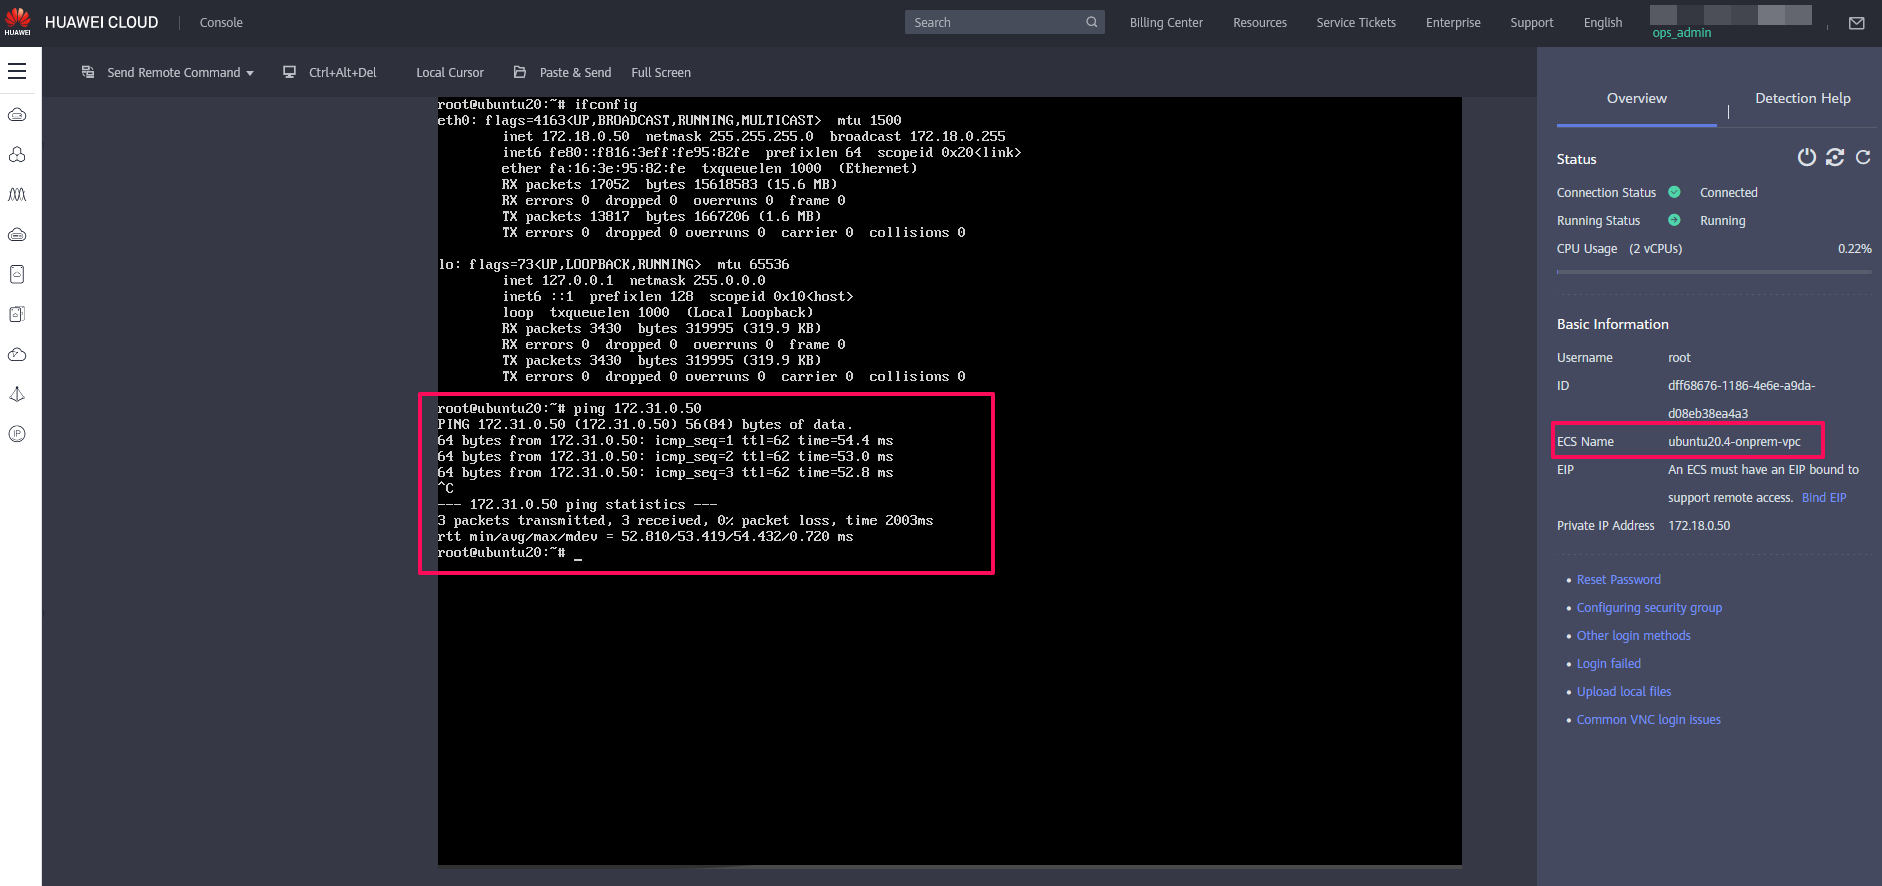 HUAWEI
HUAWEI CLOUD
Console
Search
Billing Center
Resources
Service Tickets
Enterprise
Support
English
ops_admin
Send Remote Command
Ctrl+Alt+Del
Local Cursor
Paste & Send
Full Screen
root@ubuntu20:~# ifconfig
eth0: flags=4163<UP,BROADCAST,RUNNING,MULTICAST>  mtu 1500
        inet 172.18.0.50  netmask 255.255.255.0  broadcast 172.18.0.255
        inet6 fe80::f816:3eff:fe95:82fe  prefixlen 64  scopeid 0x20<link>
        ether fa:16:3e:95:82:fe  txqueuelen 1000  (Ethernet)
        RX packets 17052  bytes 15618583 (15.6 MB)
        RX errors 0  dropped 0  overruns 0  frame 0
        TX packets 13817  bytes 1667206 (1.6 MB)
        TX errors 0  dropped 0 overruns 0  carrier 0  collisions 0
lo: flags=73<UP,LOOPBACK,RUNNING>  mtu 65536
        inet 127.0.0.1  netmask 255.0.0.0
        inet6 ::1  prefixlen 128  scopeid 0x10<host>
        loop  txqueuelen 1000  (Local Loopback)
        RX packets 3430  bytes 319995 (319.9 KB)
        RX errors 0  dropped 0  overruns 0  frame 0
        TX packets 3430  bytes 319995 (319.9 KB)
        TX errors 0  dropped 0 overruns 0  carrier 0  collisions 0
root@ubuntu20:~# ping 172.31.0.50
PING 172.31.0.50 (172.31.0.50) 56(84) bytes of data.
64 bytes from 172.31.0.50: icmp_seq=1 ttl=62 time=54.4 ms
64 bytes from 172.31.0.50: icmp_seq=2 ttl=62 time=53.0 ms
64 bytes from 172.31.0.50: icmp_seq=3 ttl=62 time=52.8 ms
^C
--- 172.31.0.50 ping statistics ---
3 packets transmitted, 3 received, 0% packet loss, time 2003ms
rtt min/avg/max/mdev = 52.810/53.419/54.432/0.720 ms
root@ubuntu20:~# _
Overview
Detection Help
Status
Connection Status Connected
Running Status Running
CPU Usage (2 vCPUs) 0.22%
Basic Information
Username root
ID dff68676-1186-4e6e-a9da-
d08eb38ea4a3
ECS Name ubuntu20.4-onprem-vpc
EIP An ECS must have an EIP bound to
support remote access. Bind EIP
Private IP Address 172.18.0.50
Reset Password
Configuring security group
Other login methods
Login failed
Upload local files
Common VNC login issues
IP